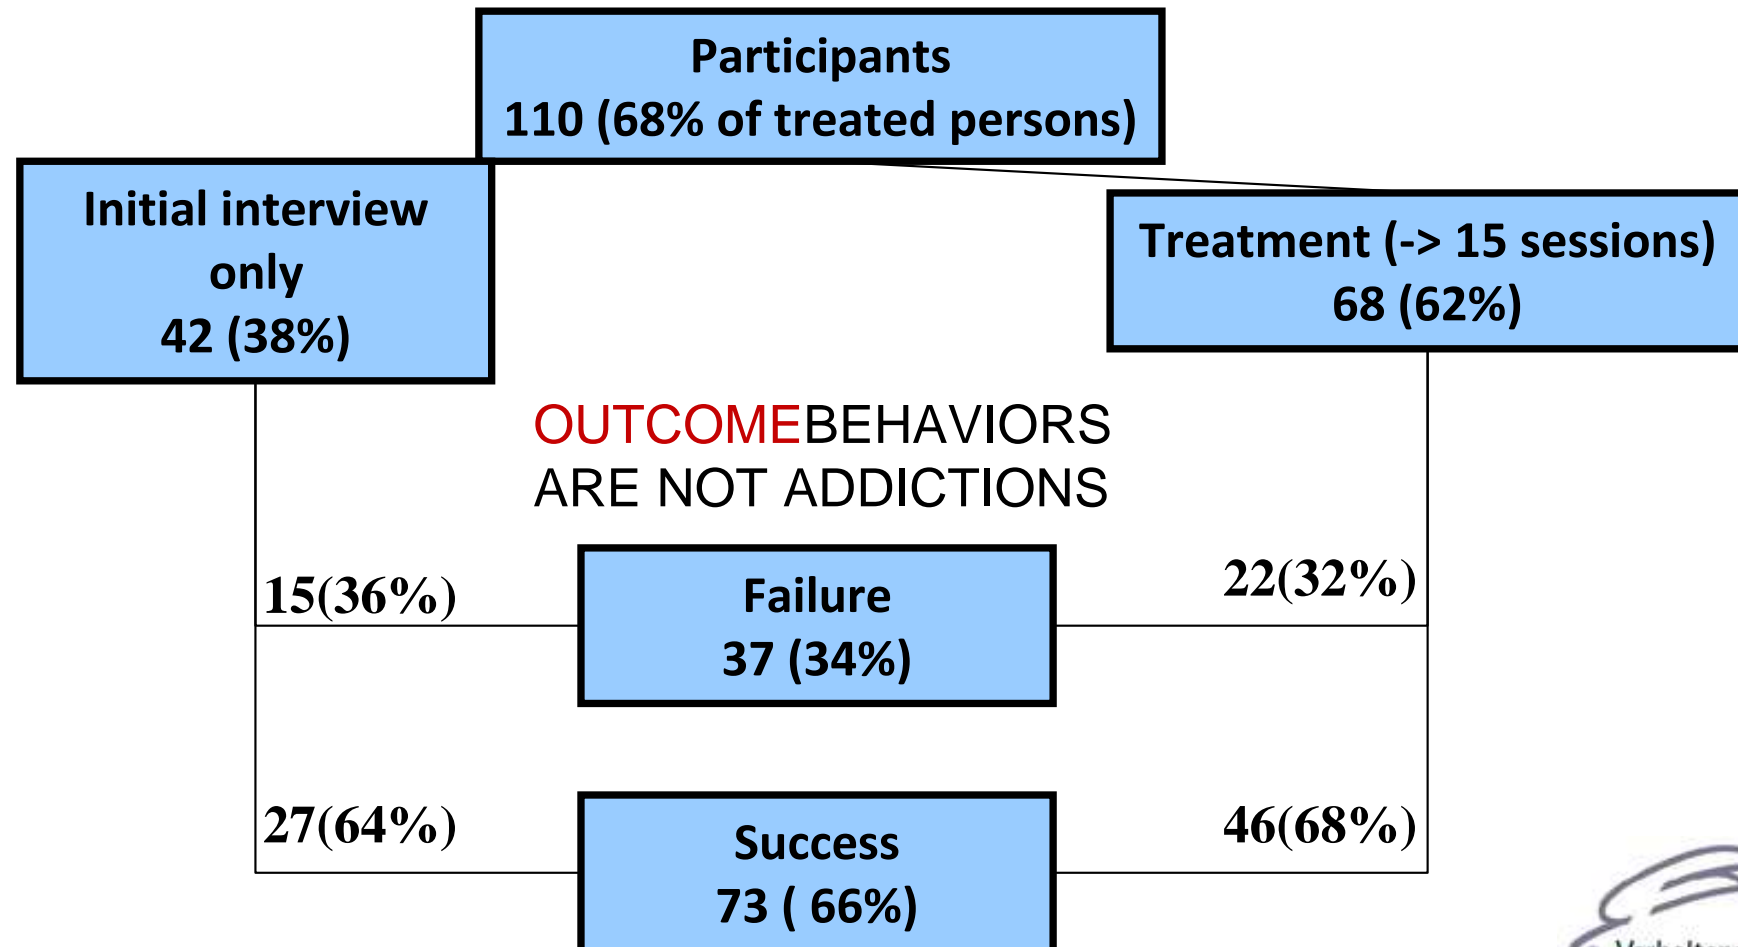 Participants
110 (68% of treated persons)
Initial interview
only
42 (38%)
Treatment (-> 15 sessions)
68 (62%)
OUTCOMEBEHAVIORS
ARE NOT ADDICTIONS
15(36%)
Failure
37 (34%)
22(32%)
27(64%)
Success
73 ( 66%)
46(68%)